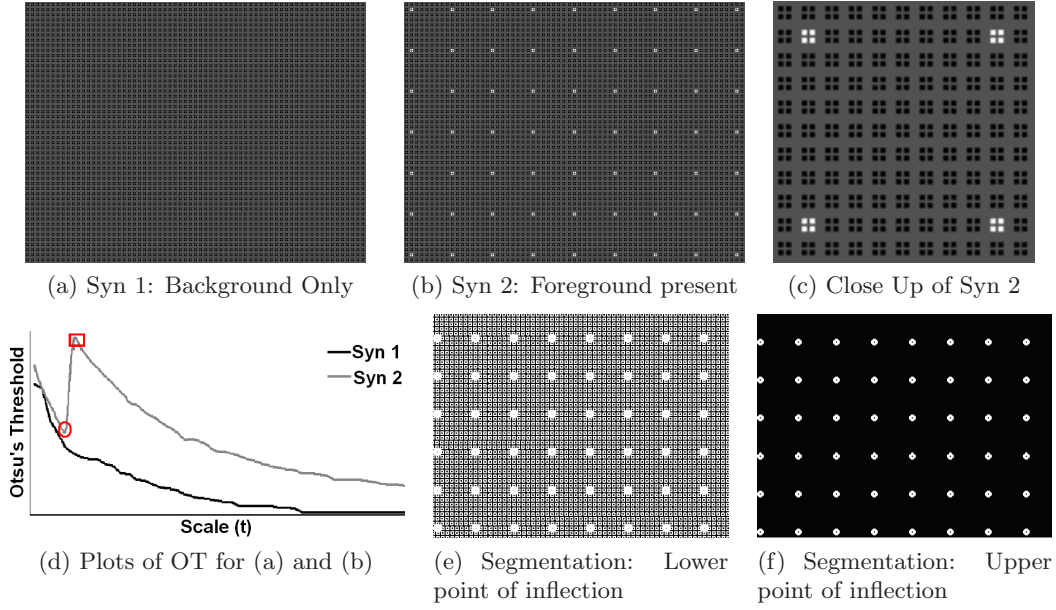 (a) Syn 1: Background Only
(b) Syn 2: Foreground present
(c) Close Up of Syn 2
Otsu's Threshold
Syn 1
Syn 2
Scale (t)
(d) Plots of OT for (a) and (b)
(e) Segmentation: Lower
point of inflection
(f) Segmentation: Upper
point of inflection